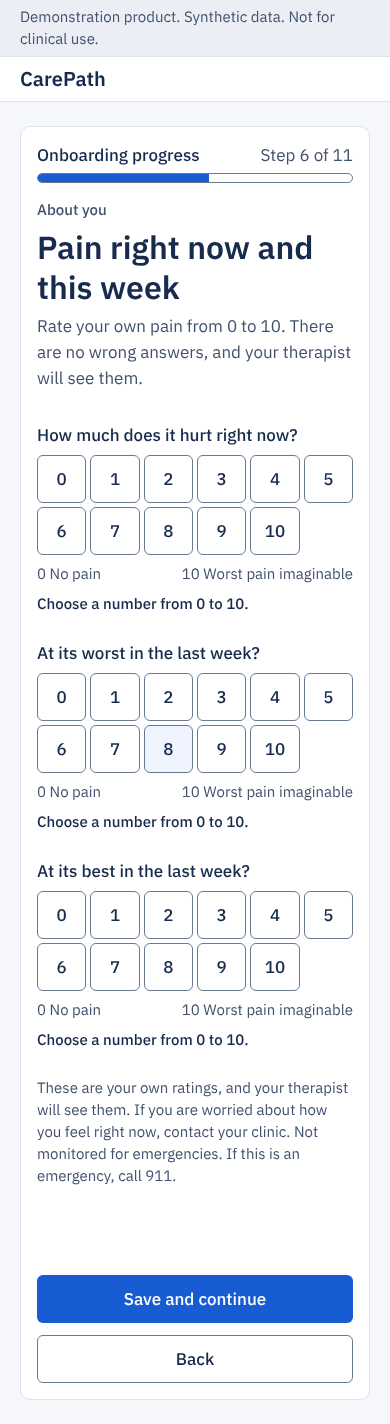 Demonstration product. Synthetic data. Not for
clinical use.
CarePath
Onboarding progress Step 6 of 11
About you
Pain right now and
this week
Rate your own pain from 0 to 10. There
are no wrong answers, and your therapist
will see them.
How much does it hurt right now?
0 1 2 3 4 5
6 7 8 9 10
0 No pain 10 Worst pain imaginable
Choose a number from 0 to 10.
At its worst in the last week?
0 1 2 3 4 5
6 7 8 9 10
0 No pain 10 Worst pain imaginable
Choose a number from 0 to 10.
At its best in the last week?
0 1 2 3 4 5
6 7 8 9 10
0 No pain 10 Worst pain imaginable
Choose a number from 0 to 10.
These are your own ratings, and your therapist
will see them. If you are worried about how
you feel right now, contact your clinic. Not
monitored for emergencies. If this is an
emergency, call 911.
Save and continue
Back